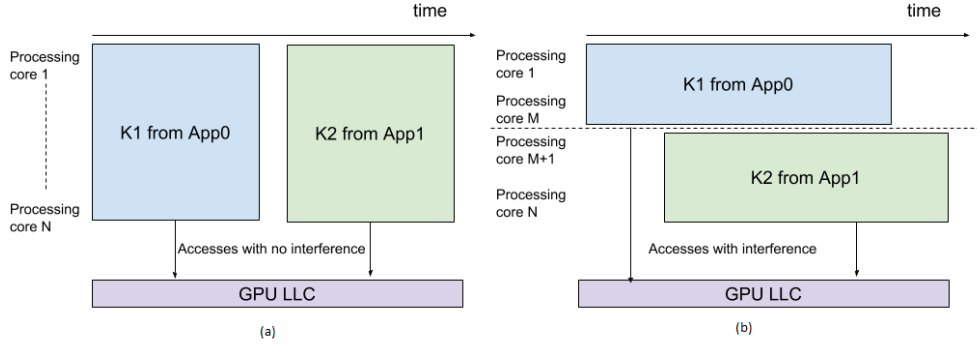 time
Processing
core 1
K1 from App0
K2 from App1
Processing
core N
Accesses with no interference
GPU LLC
(a)
time
Processing
core 1
K1 from App0
Processing
core M
Processing
core M+1
K2 from App1
Processing
core N
Accesses with interference
GPU LLC
(b)